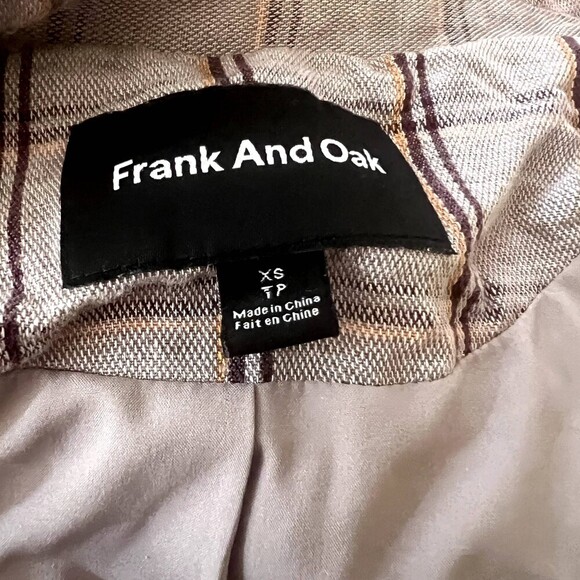 Frank And Oak
XS
TP
Made in China
Fait en Chine